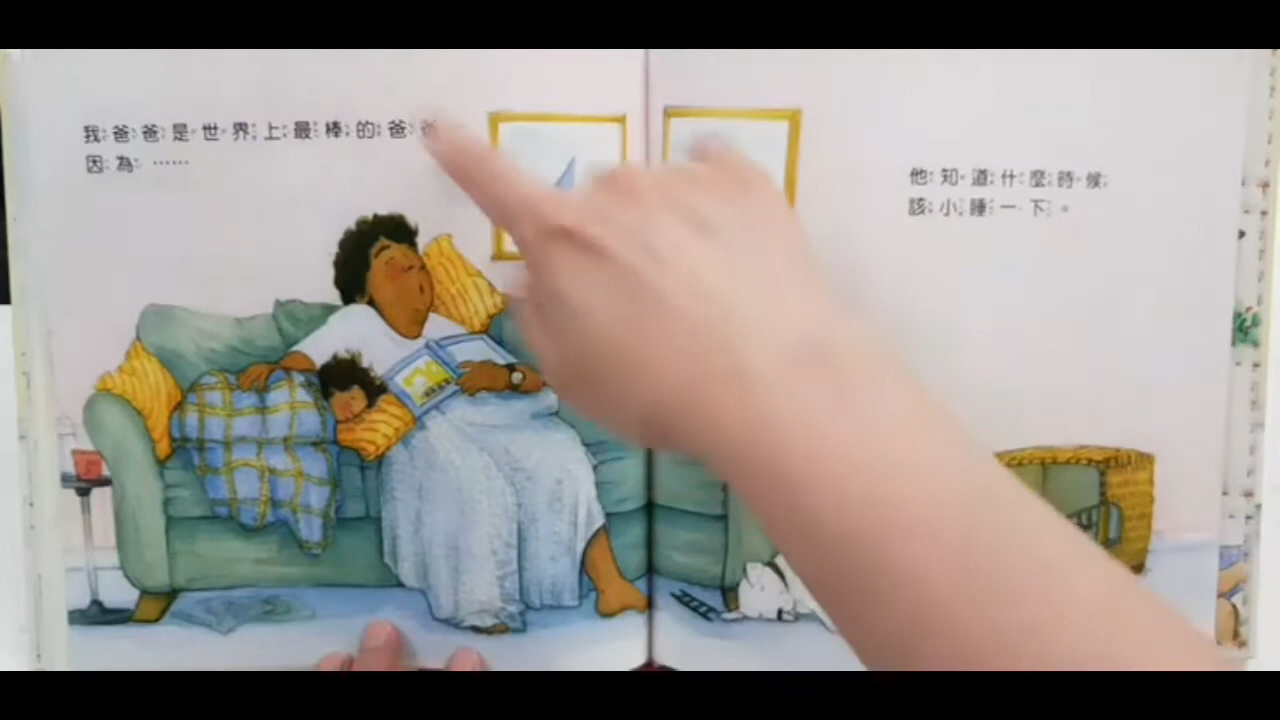 我爸爸是世界上最棒的爸爸
因為……
他知道什麼時候
該小睡一下。